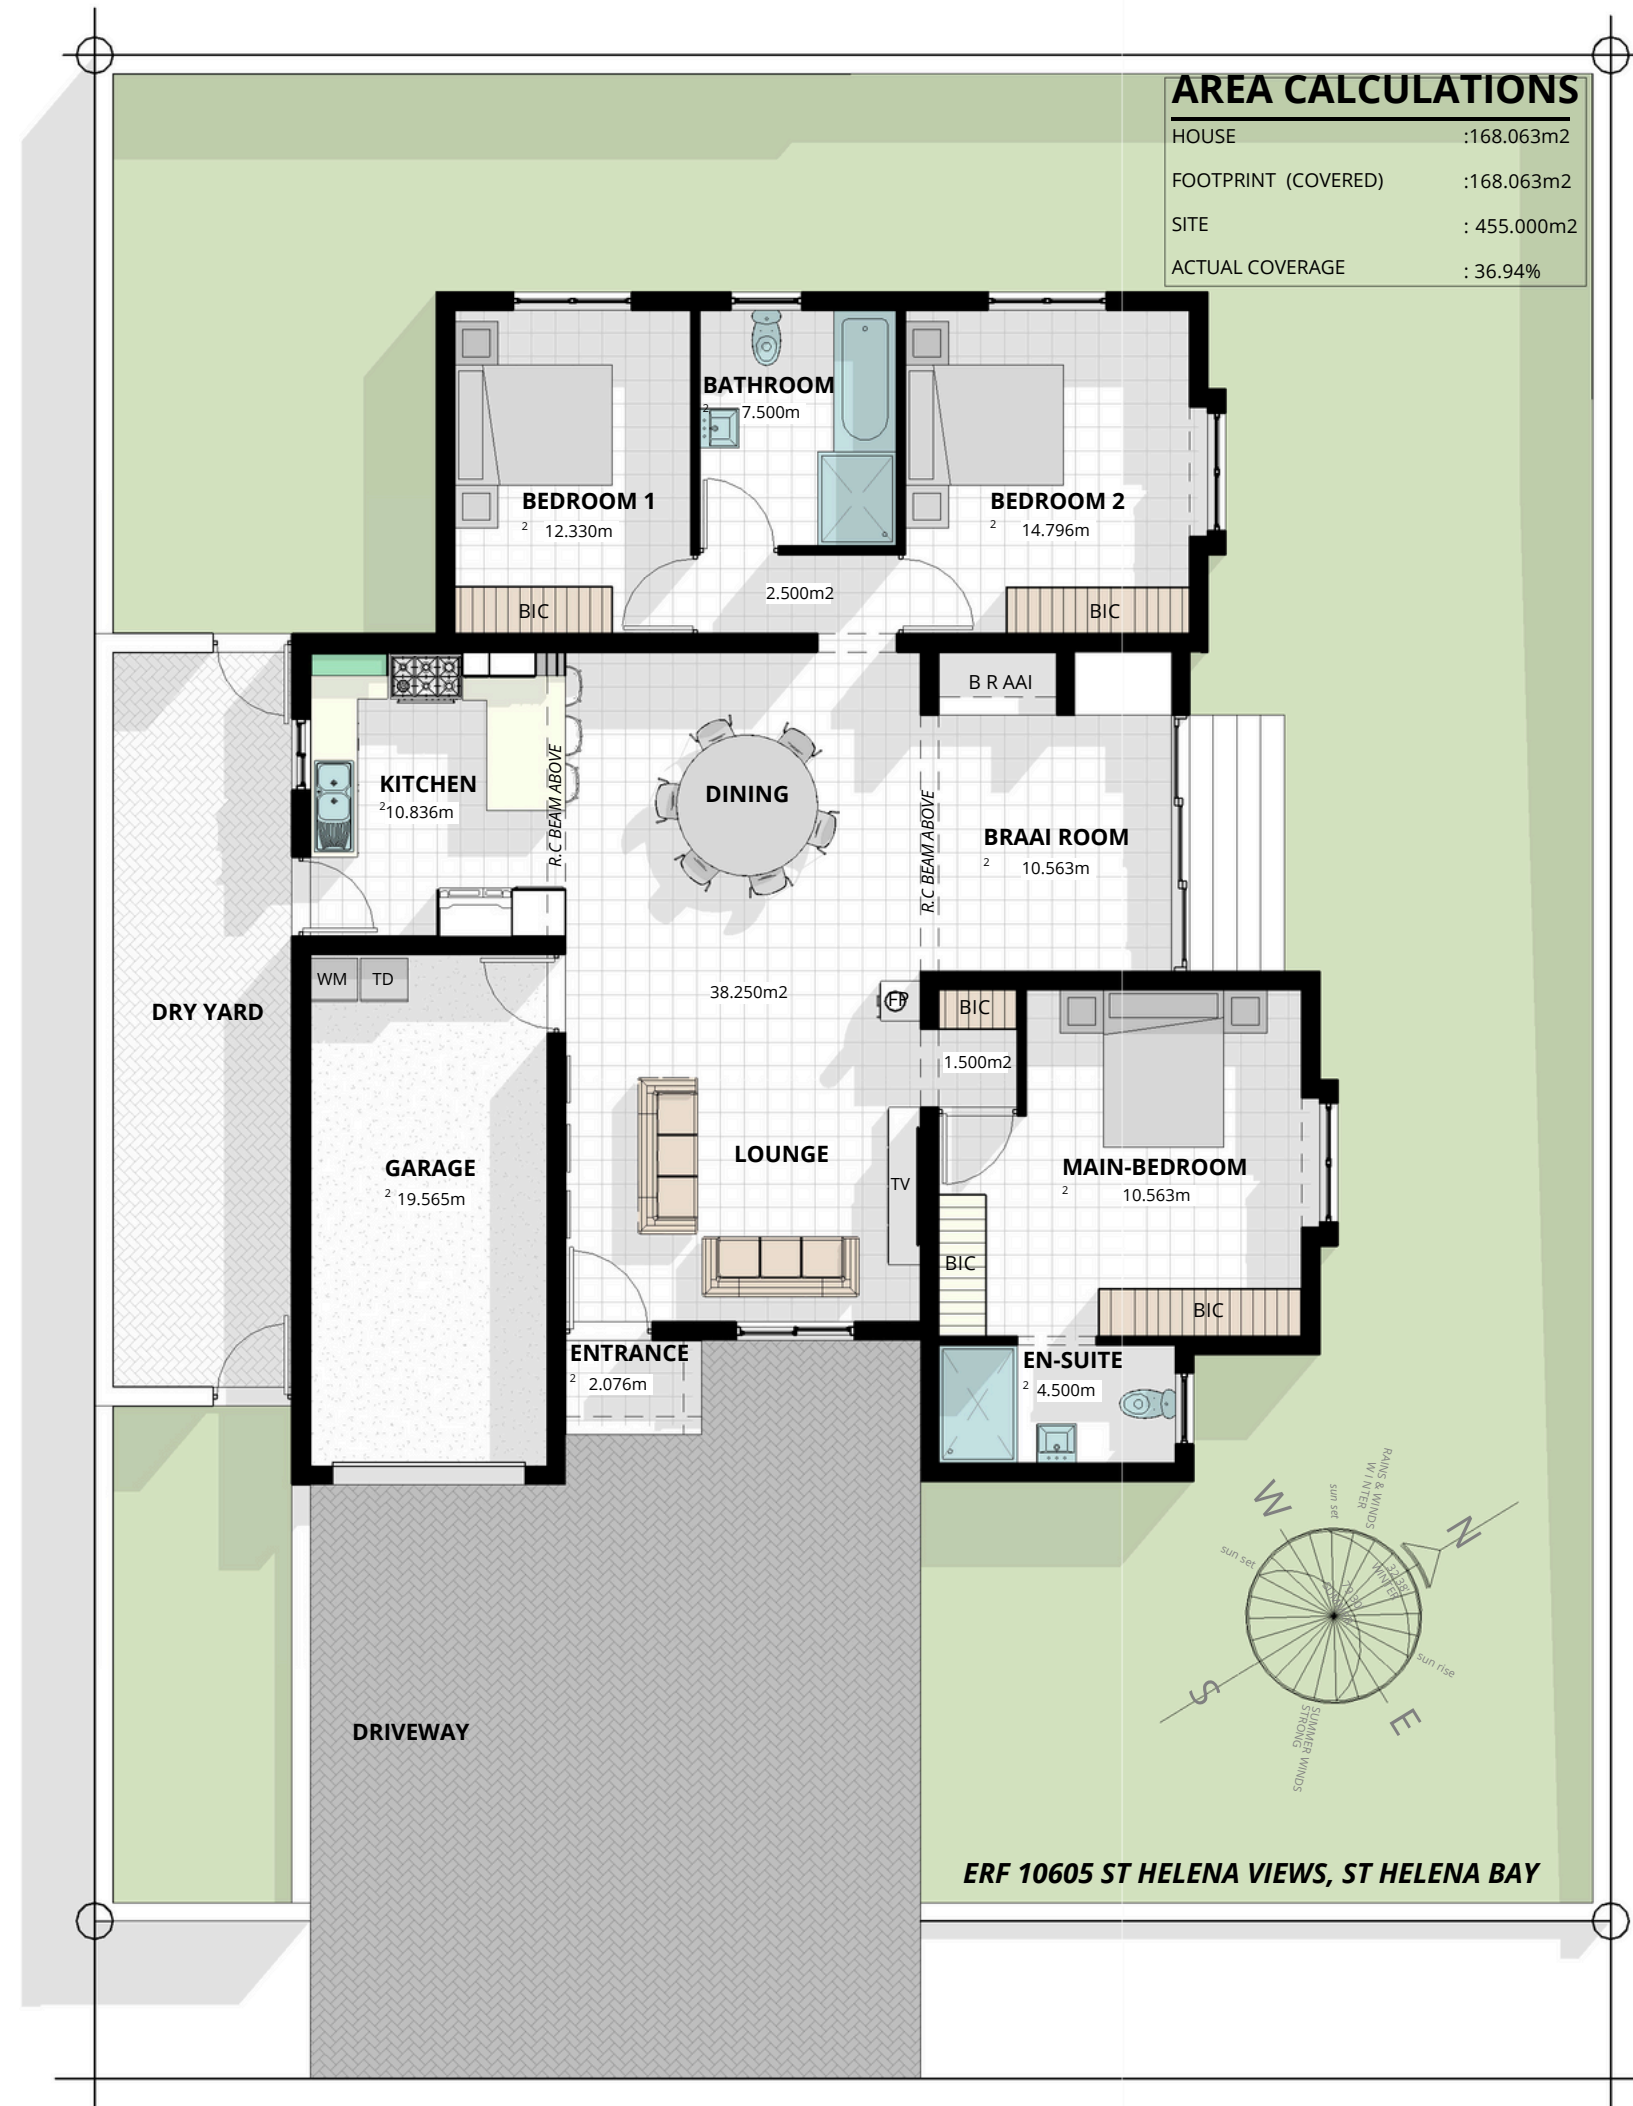 AREA CALCULATIONS
HOUSE :168.063m2
FOOTPRINT (COVERED) :168.063m2
SITE : 455.000m2
ACTUAL COVERAGE : 36.94%
BATHROOM
2 7.500m
BEDROOM 1
2 12.330m
BEDROOM 2
2 14.796m
2.500m2
BIC
BIC
B R AAI
KITCHEN
2 10.836m
R.C BEAM ABOVE
DINING
R.C BEAM ABOVE
BRAAI ROOM
2 10.563m
WM
TD
DRY YARD
38.250m2
FP
BIC
1.500m2
GARAGE
2 19.565m
LOUNGE
TV
MAIN-BEDROOM
2 10.563m
BIC
BIC
ENTRANCE
2 2.076m
EN-SUITE
2 4.500m
W
sun set
RAINS & WINDS
WINTER
N
sun set
32.38'
WINTER
sun rise
S
E
SUMMER WINDS
STRONG
DRIVEWAY
ERF 10605 ST HELENA VIEWS, ST HELENA BAY